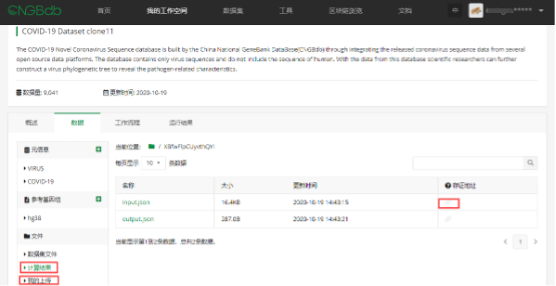 CNGBdb
首页 我的工作空间 数据集 工具 区块链溯源 文档
COVID-19 Dataset clone11
The COVID-19 Novel Coronavirus Sequence database is built by the China National GeneBank DataBase(CNGBdb)through integrating the released coronavirus sequence data from several
open source data platforms. The database contains only virus sequences and do not include the sequence of human. With the data from this database scientific researchers can further
construct a virus phylogenetic tree to reveal the pathogen-related characteristics.
数据量: 9,041 更新时间: 2020-10-19
概述 数据 工作流程 运行结果
元信息
VIRUS
COVID-19
参考基因组
hg38
文件
数据集文件
计算结果
我的上传
当前位置:
每页显示 10 条数据
名称 大小 更新时间 存证地址
input.json 16.4KB 2020-10-19 14:43:15
output.json 287.0B 2020-10-19 14:43:21
当前显示第1到2条数据，总共2条数据。
1